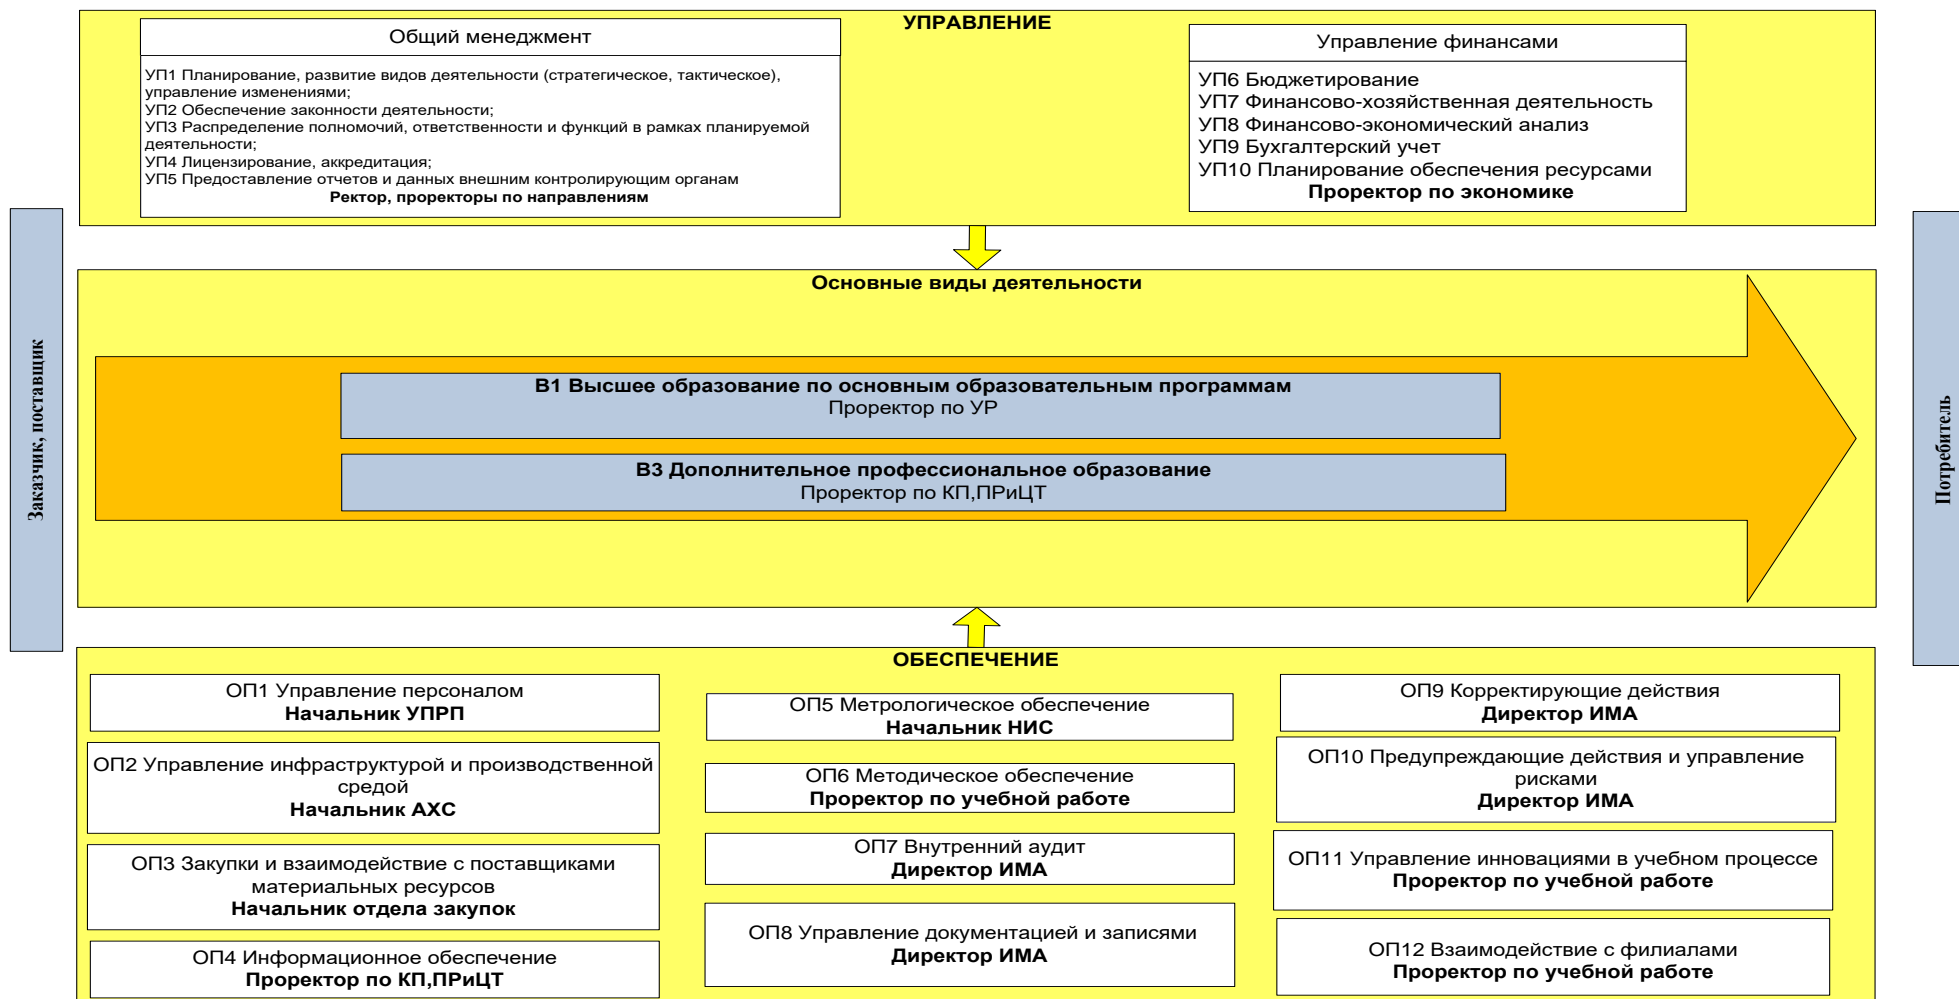 УПРАВЛЕНИЕ
Общий менеджмент
УП1 Планирование, развитие видов деятельности (стратегическое, тактическое),
управление изменениями;
УП2 Обеспечение законности деятельности;
УП3 Распределение полномочий, ответственности и функций в рамках планируемой
деятельности;
УП4 Лицензирование, аккредитация;
УП5 Предоставление отчетов и данных внешним контролирующим органам
Ректор, проректоры по направлениям
Управление финансами
УП6 Бюджетирование
УП7 Финансово-хозяйственная деятельность
УП8 Финансово-экономический анализ
УП9 Бухгалтерский учет
УП10 Планирование обеспечения ресурсами
Проректор по экономике
Заказчик, поставщик
Основные виды деятельности
В1 Высшее образование по основным образовательным программам
Проректор по УР
В3 Дополнительное профессиональное образование
Проректор по КП,ПРиЦТ
Потребитель
ОБЕСПЕЧЕНИЕ
ОП1 Управление персоналом
Начальник УПРП
ОП2 Управление инфраструктурой и производственной
средой
Начальник АХС
ОП3 Закупки и взаимодействие с поставщиками
материальных ресурсов
Начальник отдела закупок
ОП4 Информационное обеспечение
Проректор по КП,ПРиЦТ
ОП5 Метрологическое обеспечение
Начальник НИС
ОП6 Методическое обеспечение
Проректор по учебной работе
ОП7 Внутренний аудит
Директор ИМА
ОП8 Управление документацией и записями
Директор ИМА
ОП9 Корректирующие действия
Директор ИМА
ОП10 Предупреждающие действия и управление
рисками
Директор ИМА
ОП11 Управление инновациями в учебном процессе
Проректор по учебной работе
ОП12 Взаимодействие с филиалами
Проректор по учебной работе